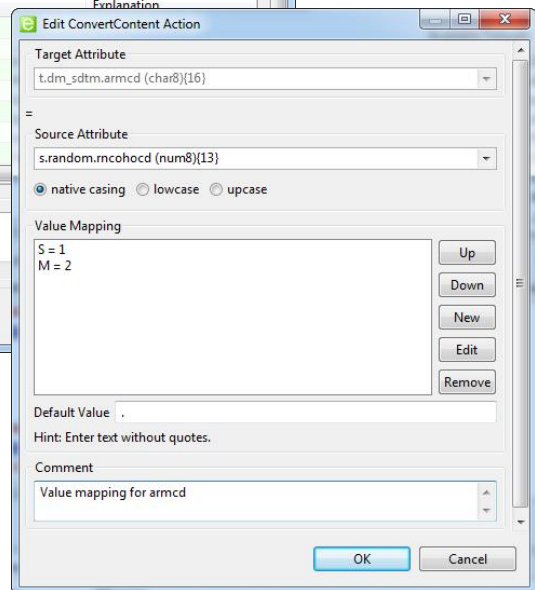 Explanation
Edit ConvertContent Action
Target Attribute
t.dm_sdtm.armcd (char8){16}
=
Source Attribute
s.random.rncohocd (num8){13}
native casing lowcase upcase
Value Mapping
S = 1
M = 2
Up
Down
New
Edit
Remove
Default Value .
Hint: Enter text without quotes.
Comment
Value mapping for armcd
OK Cancel